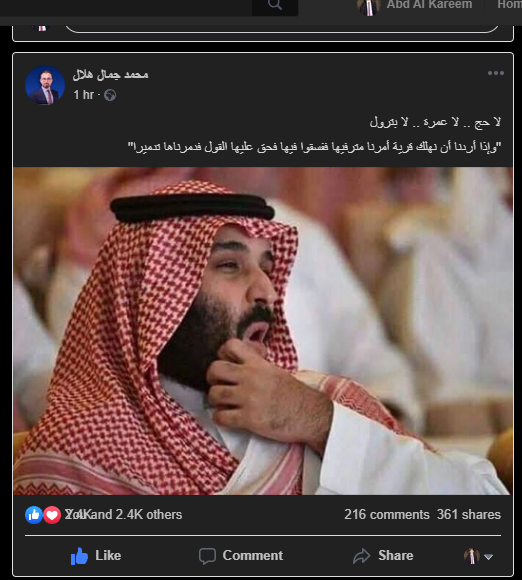 Abd Al Kareem
Hom
محمد جمال هلال
1 hr ·
لا حج .. لا عمرة .. لا بترول
"وإذا أردنا أن نهلك قرية أمرنا مترفيها ففسقوا فيها فحق عليها القول فدمرناها تدميرا"
You and 2.4K others
216 comments 361 shares
Like Comment Share